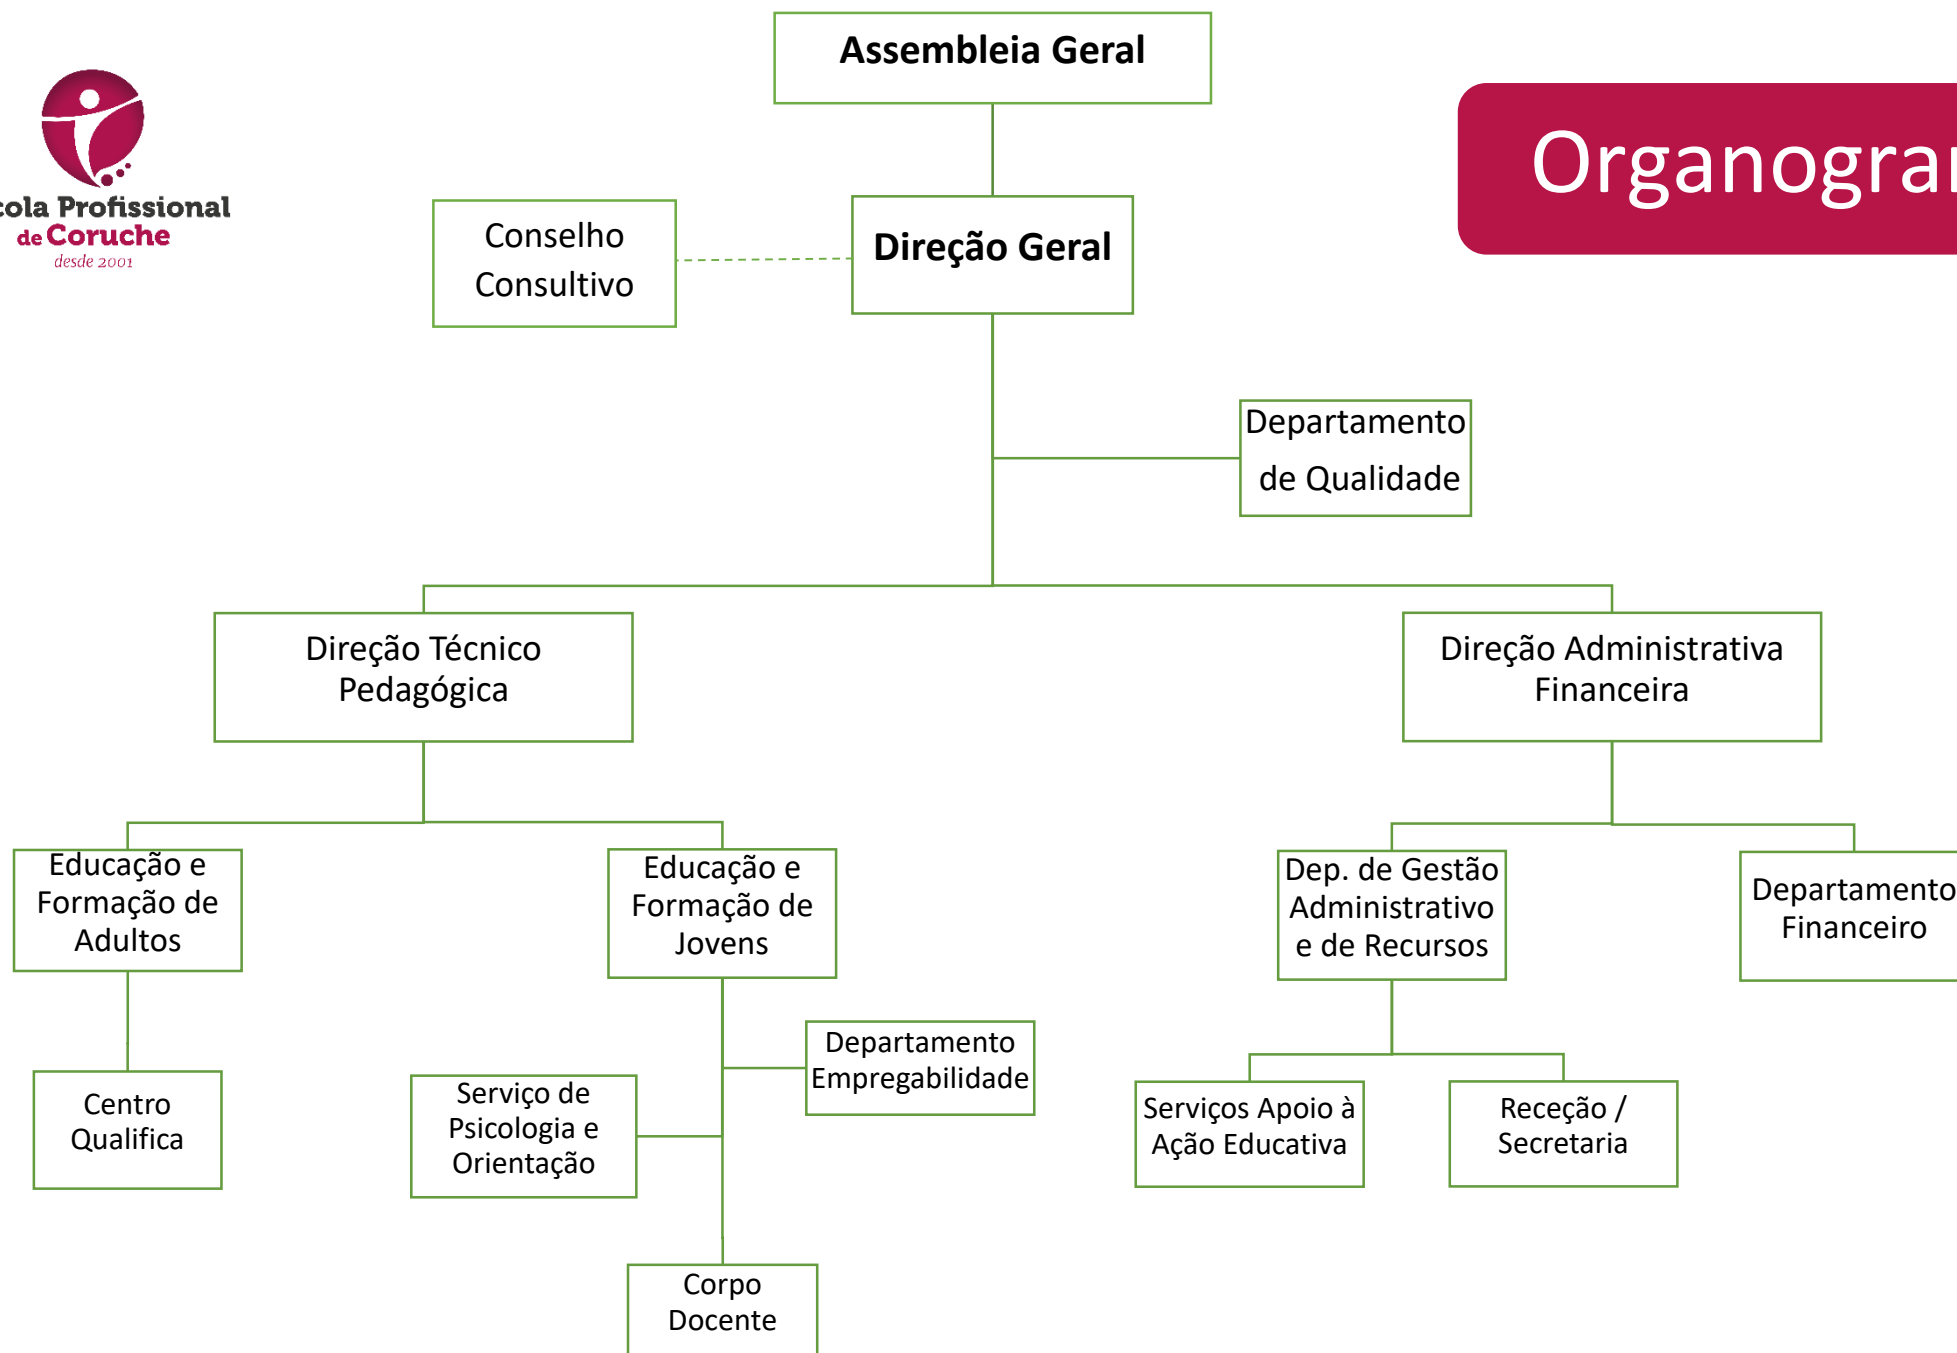 Assembleia Geral
cola Profissional
de Coruche
desde 2001
Organogra
Conselho
Consultivo
Direção Geral
Departamento
de Qualidade
Direção Técnico
Pedagógica
Direção Administrativa
Financeira
Educação e
Formação de
Adultos
Educação e
Formação de
Jovens
Dep. de Gestão
Administrativo
e de Recursos
Departamento
Financeiro
Centro
Qualifica
Serviço de
Psicologia e
Orientação
Departamento
Empregabilidade
Serviços Apoio à
Ação Educativa
Receção /
Secretaria
Corpo
Docente